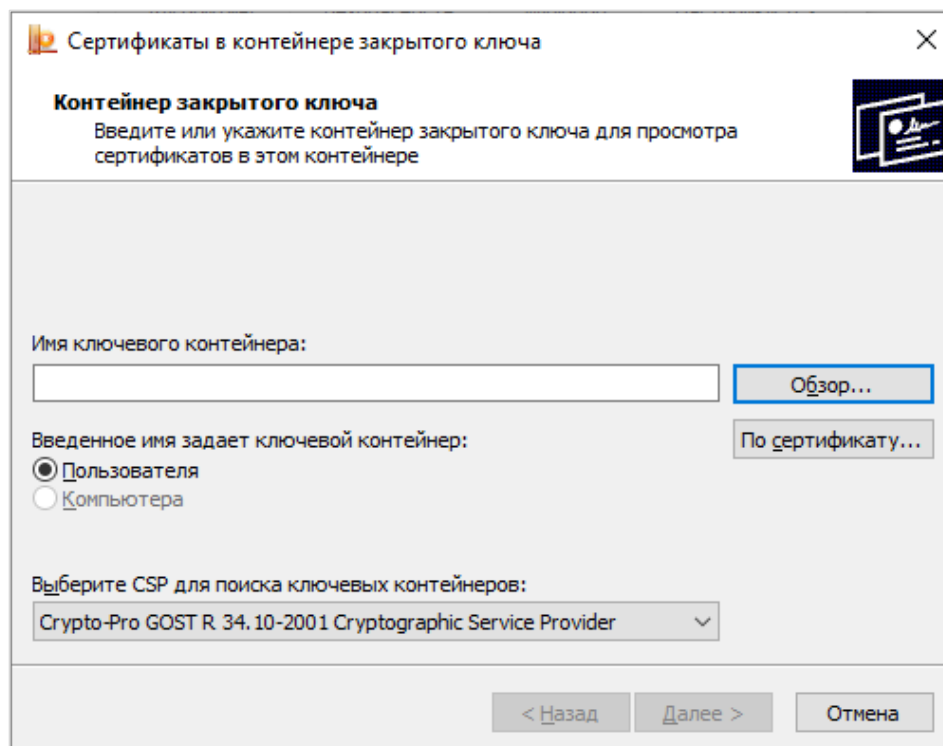 Сертификаты в контейнере закрытого ключа
Контейнер закрытого ключа
Введите или укажите контейнер закрытого ключа для просмотра
сертификатов в этом контейнере
Имя ключевого контейнера:
Обзор...
Введенное имя задает ключевой контейнер:
По сертификату...
Пользователя
Компьютера
Выберите CSP для поиска ключевых контейнеров:
Crypto-Pro GOST R 34.10-2001 Cryptographic Service Provider
< Назад
Далее >
Отмена